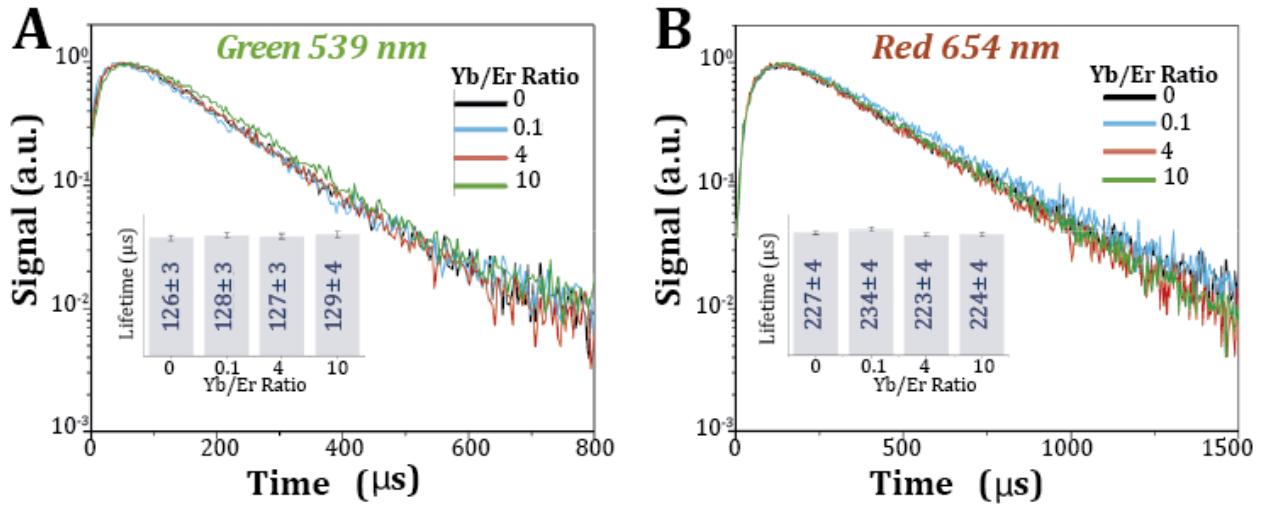 A
Green 539 nm
Signal (a.u.)
10⁰
10⁻¹
10⁻²
10⁻³
Yb/Er Ratio
0
0.1
4
10
Lifetime (μs)
126± 3
128± 3
127± 3
129± 4
0 0.1 4 10
Yb/Er Ratio
0 200 400 600 800
Time (μs)
B
Red 654 nm
Signal (a.u.)
10⁰
10⁻¹
10⁻²
10⁻³
Yb/Er Ratio
0
0.1
4
10
Lifetime (μs)
227± 4
234± 4
223± 4
224± 4
0 0.1 4 10
Yb/Er Ratio
0 500 1000 1500
Time (μs)